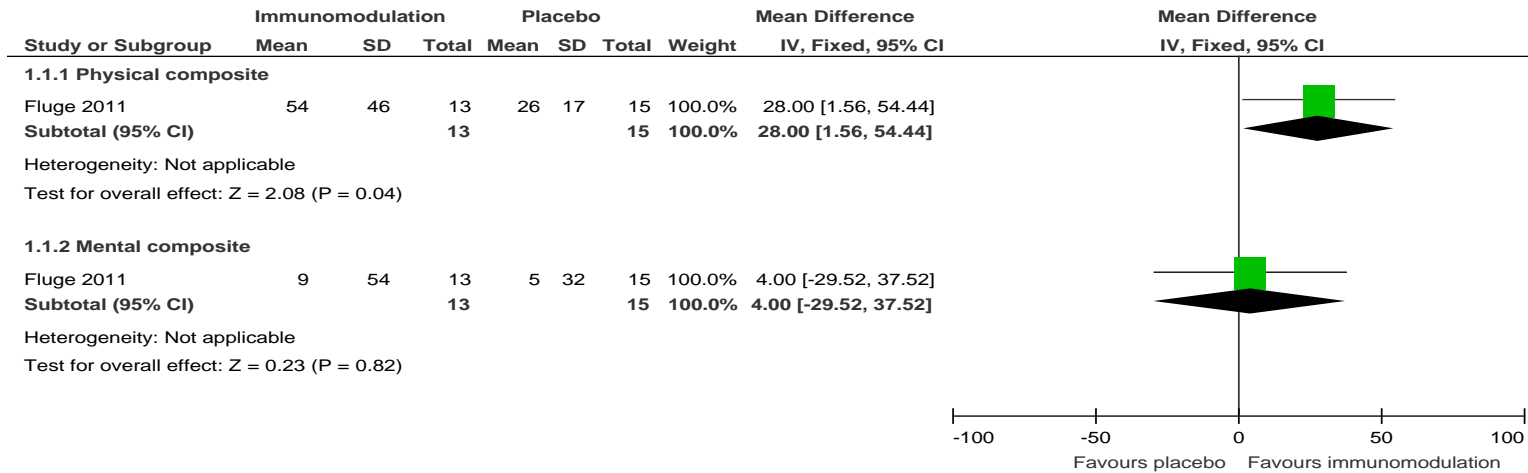 Immunomodulation Placebo Mean Difference Mean Difference
Study or Subgroup Mean SD Total Mean SD Total Weight IV, Fixed, 95% CI IV, Fixed, 95% CI
1.1.1 Physical composite
Fluge 2011 54 46 13 26 17 15 100.0% 28.00 [1.56, 54.44]
Subtotal (95% CI) 13 15 100.0% 28.00 [1.56, 54.44]
Heterogeneity: Not applicable
Test for overall effect: Z = 2.08 (P = 0.04)
1.1.2 Mental composite
Fluge 2011 9 54 13 5 32 15 100.0% 4.00 [-29.52, 37.52]
Subtotal (95% CI) 13 15 100.0% 4.00 [-29.52, 37.52]
Heterogeneity: Not applicable
Test for overall effect: Z = 0.23 (P = 0.82)
-100 -50 0 50 100
Favours placebo Favours immunomodulation